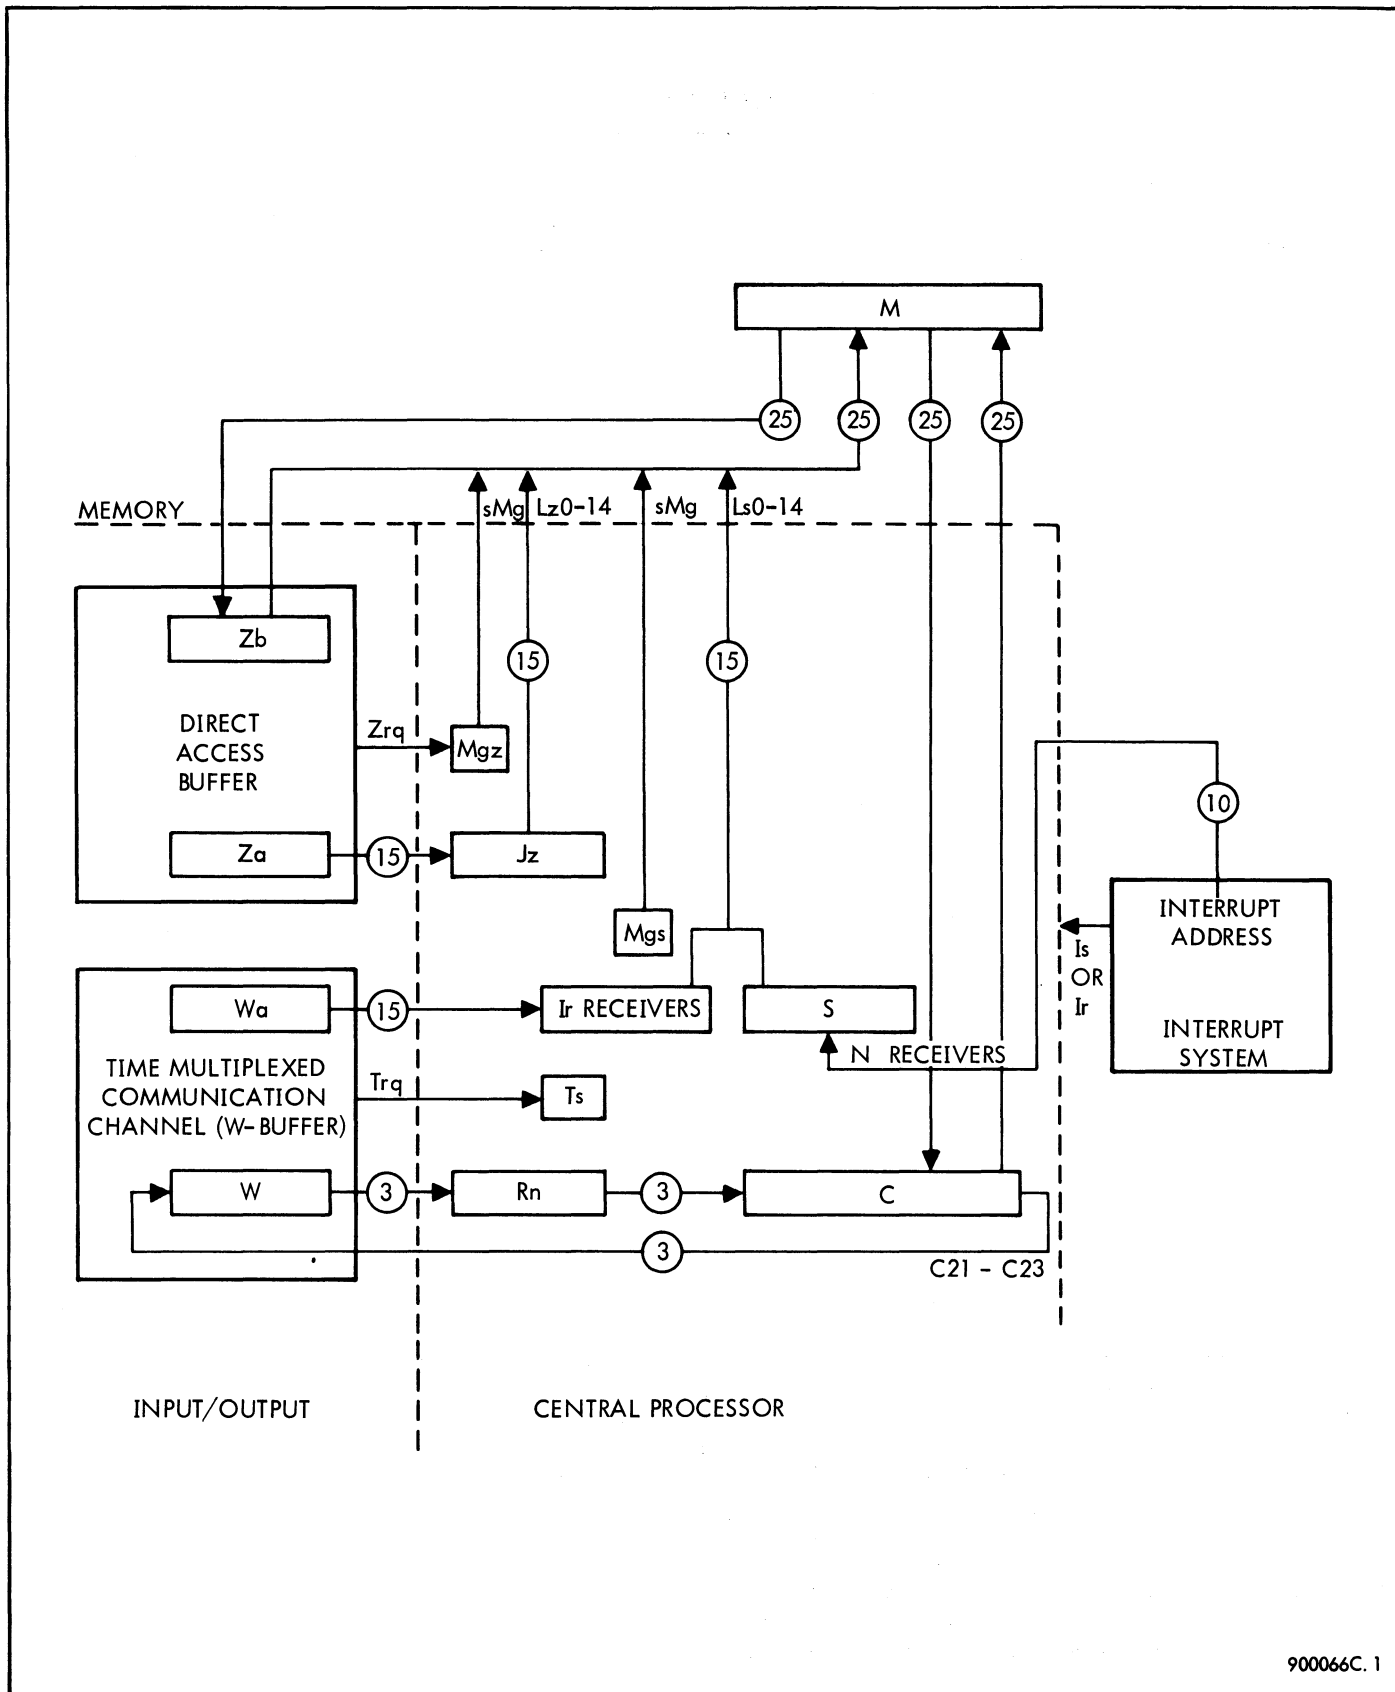 M
25 25 25 25
MEMORY
sMg Lz0-14 sMg Ls0-14
Zb
15 15
DIRECT
ACCESS
BUFFER
Zrq
Mgz
10
Za
15
Jz
Mgs
INTERRUPT
ADDRESS
Is
OR
Ir
INTERRUPT
SYSTEM
Wa
15
Ir RECEIVERS
S
N RECEIVERS
TIME MULTIPLEXED
COMMUNICATION
CHANNEL (W-BUFFER)
Trq
Ts
W
3
Rn
3
C
3
C21 - C23
INPUT/OUTPUT
CENTRAL PROCESSOR
900066C. 1